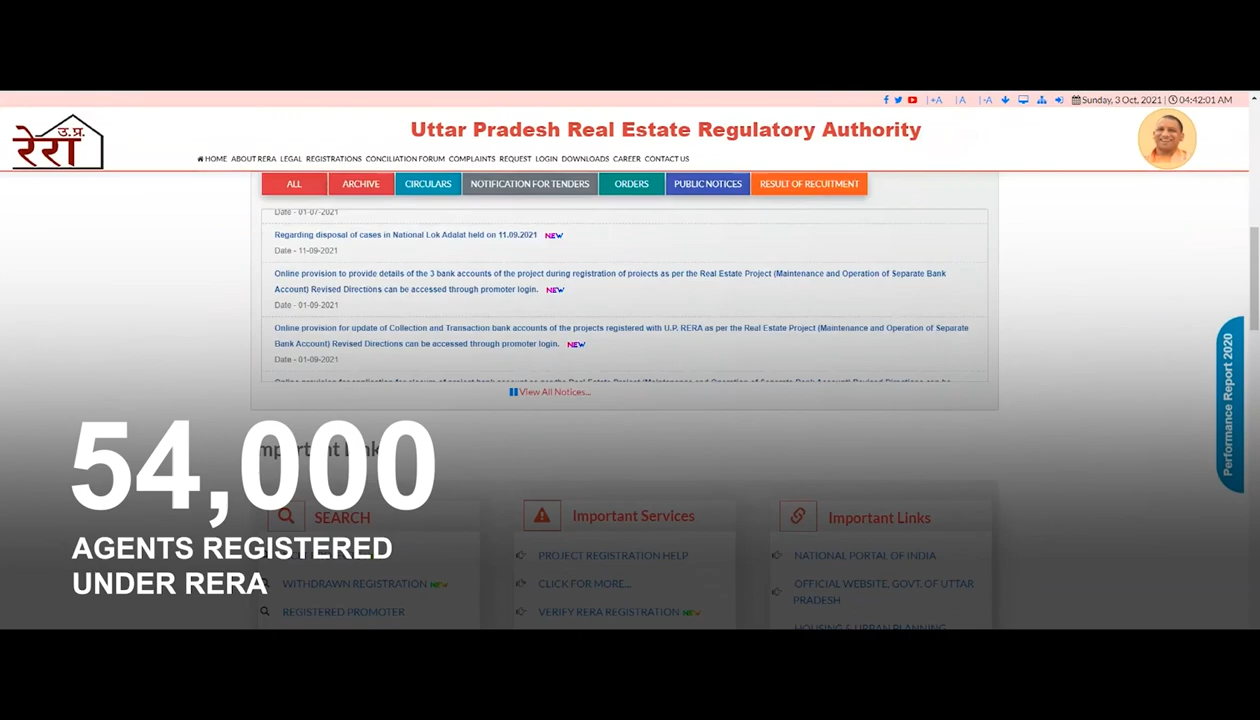 Sunday, 3 Oct, 2021 | 04:42:01 AM
+A | A | -A
उ.प्र.
रेरा
Uttar Pradesh Real Estate Regulatory Authority
HOME ABOUT RERA LEGAL REGISTRATIONS CONCILIATION FORUM COMPLAINTS REQUEST LOGIN DOWNLOADS CAREER CONTACT US
ALL ARCHIVE CIRCULARS NOTIFICATION FOR TENDERS ORDERS PUBLIC NOTICES RESULT OF RECUITMENT
Date - 01-07-2021
Regarding disposal of cases in National Lok Adalat held on 11.09.2021 NEW
Date - 11-09-2021
Online provision to provide details of the 3 bank accounts of the project during registration of projects as per the Real Estate Project (Maintenance and Operation of Separate Bank
Account) Revised Directions can be accessed through promoter login. NEW
Date - 01-09-2021
Online provision for update of Collection and Transaction bank accounts of the projects registered with U.P. RERA as per the Real Estate Project (Maintenance and Operation of Separate
Bank Account) Revised Directions can be accessed through promoter login. NEW
Date - 01-09-2021
View All Notices...
Performance Report 2020
54,000
AGENTS REGISTERED
UNDER RERA
SEARCH
WITHDRAWN REGISTRATION NEW
REGISTERED PROMOTER
Important Services
PROJECT REGISTRATION HELP
CLICK FOR MORE...
VERIFY RERA REGISTRATION NEW
Important Links
NATIONAL PORTAL OF INDIA
OFFICIAL WEBSITE, GOVT. OF UTTAR
PRADESH
HOUSING & URBAN PLANNING